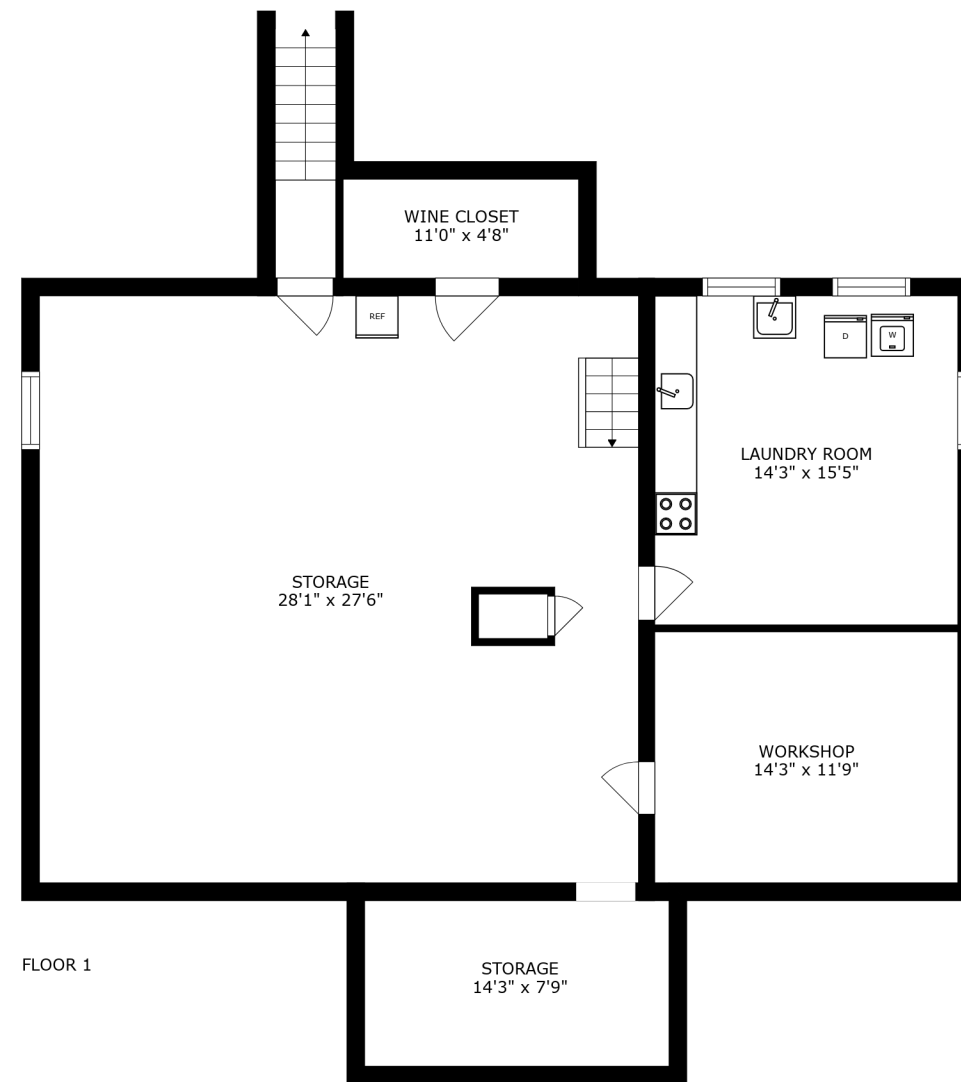 WINE CLOSET
11'0" x 4'8"
REF
D
W
LAUNDRY ROOM
14'3" x 15'5"
STORAGE
28'1" x 27'6"
WORKSHOP
14'3" x 11'9"
FLOOR 1
STORAGE
14'3" x 7'9"